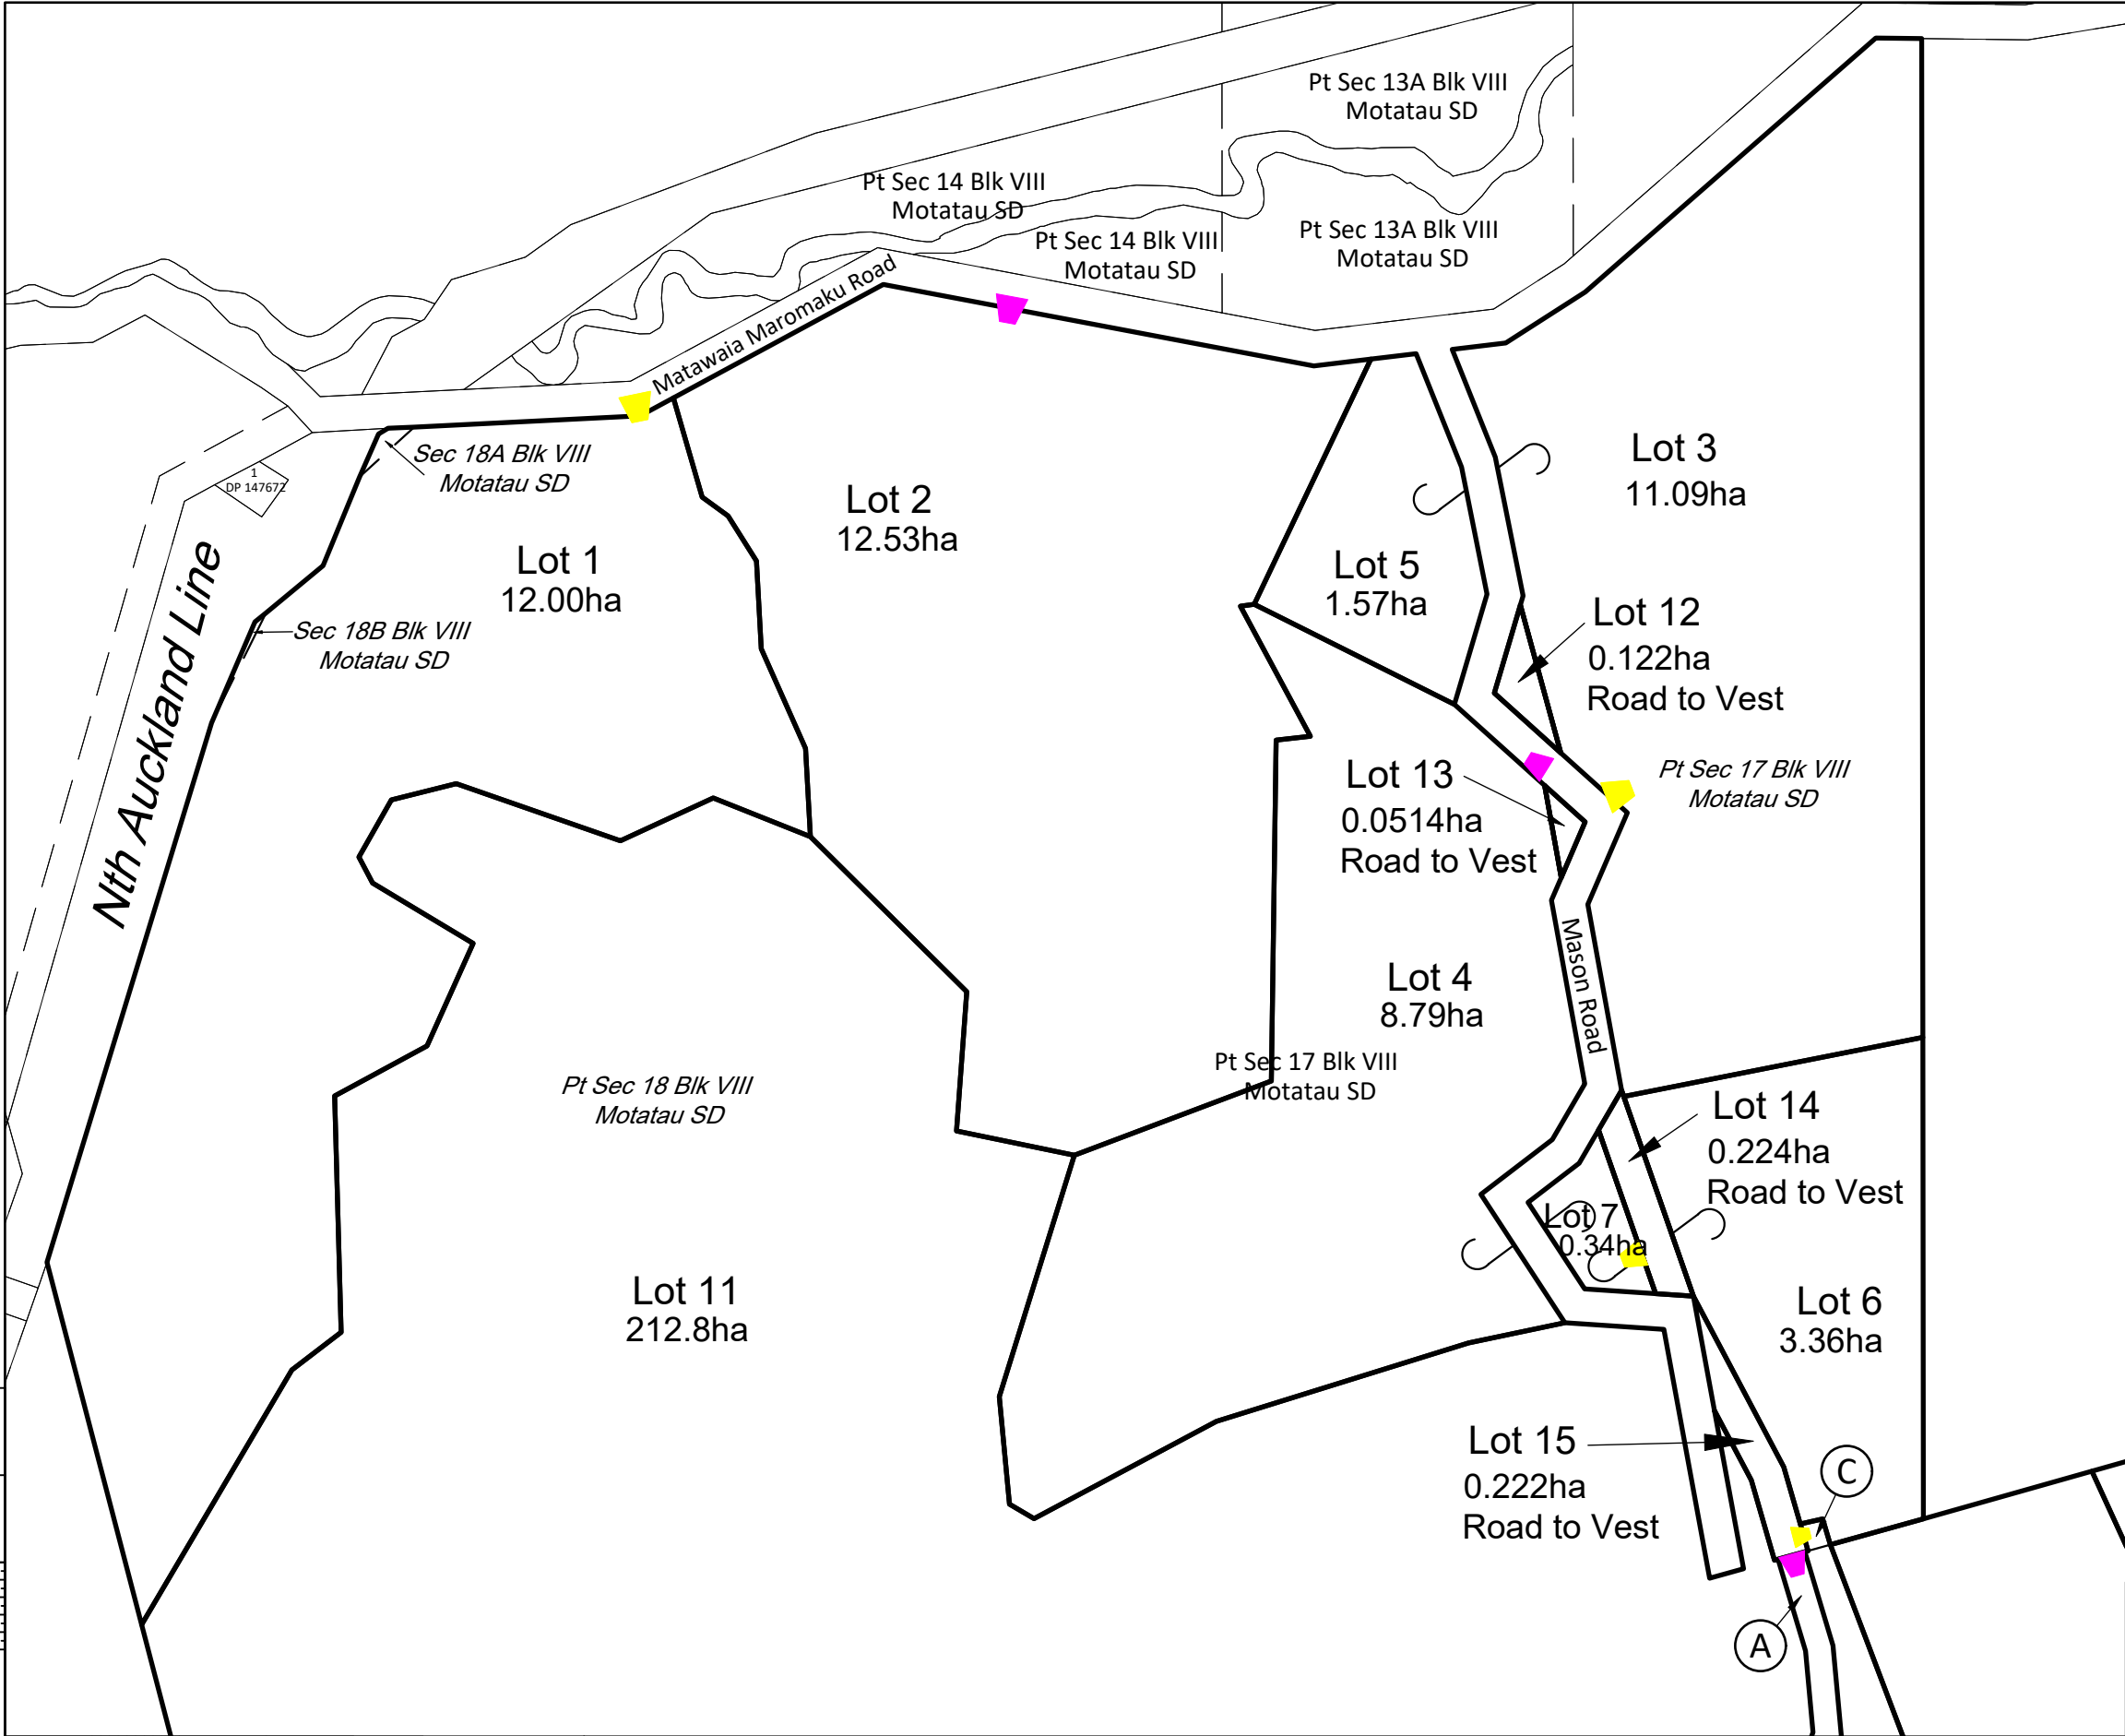 Pt Sec 13A Blk VIII
Motatau SD
Pt Sec 14 Blk VIII
Motatau SD
Pt Sec 14 Blk VIII
Motatau SD
Pt Sec 13A Blk VIII
Motatau SD
Matawaia Maromaku Road
Sec 18A Blk VIII
Motatau SD
1
DP 147672
Lot 1
12.00ha
Lot 2
12.53ha
Lot 3
11.09ha
Lot 5
1.57ha
Lot 12
0.122ha
Road to Vest
Sec 18B Blk VIII
Motatau SD
Nth Auckland Line
Lot 13
0.0514ha
Road to Vest
Pt Sec 17 Blk VIII
Motatau SD
Mason Road
Lot 4
8.79ha
Pt Sec 17 Blk VIII
Motatau SD
Pt Sec 18 Blk VIII
Motatau SD
Lot 14
0.224ha
Road to Vest
Lot 7
0.34ha
Lot 11
212.8ha
Lot 6
3.36ha
Lot 15
0.222ha
Road to Vest
C
A